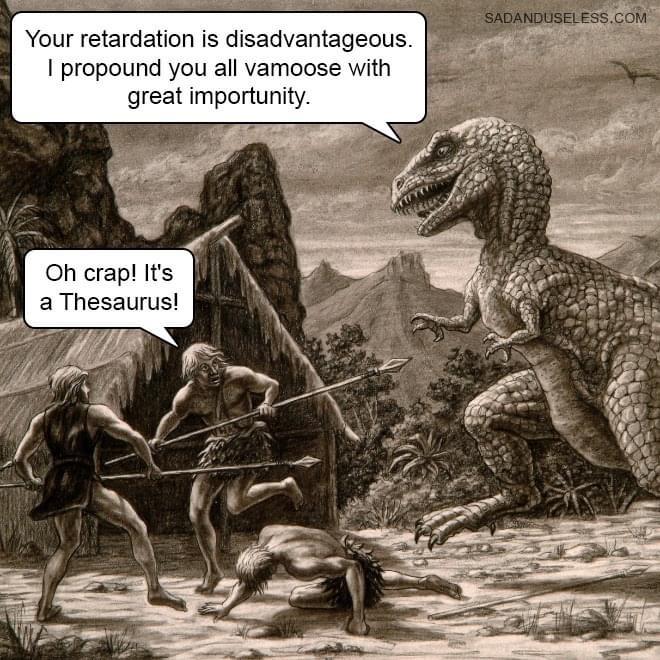 SADANDUSELESS.COM
Your retardation is disadvantageous.
I propound you all vamoose with
great importunity.
Oh crap! It's
a Thesaurus!